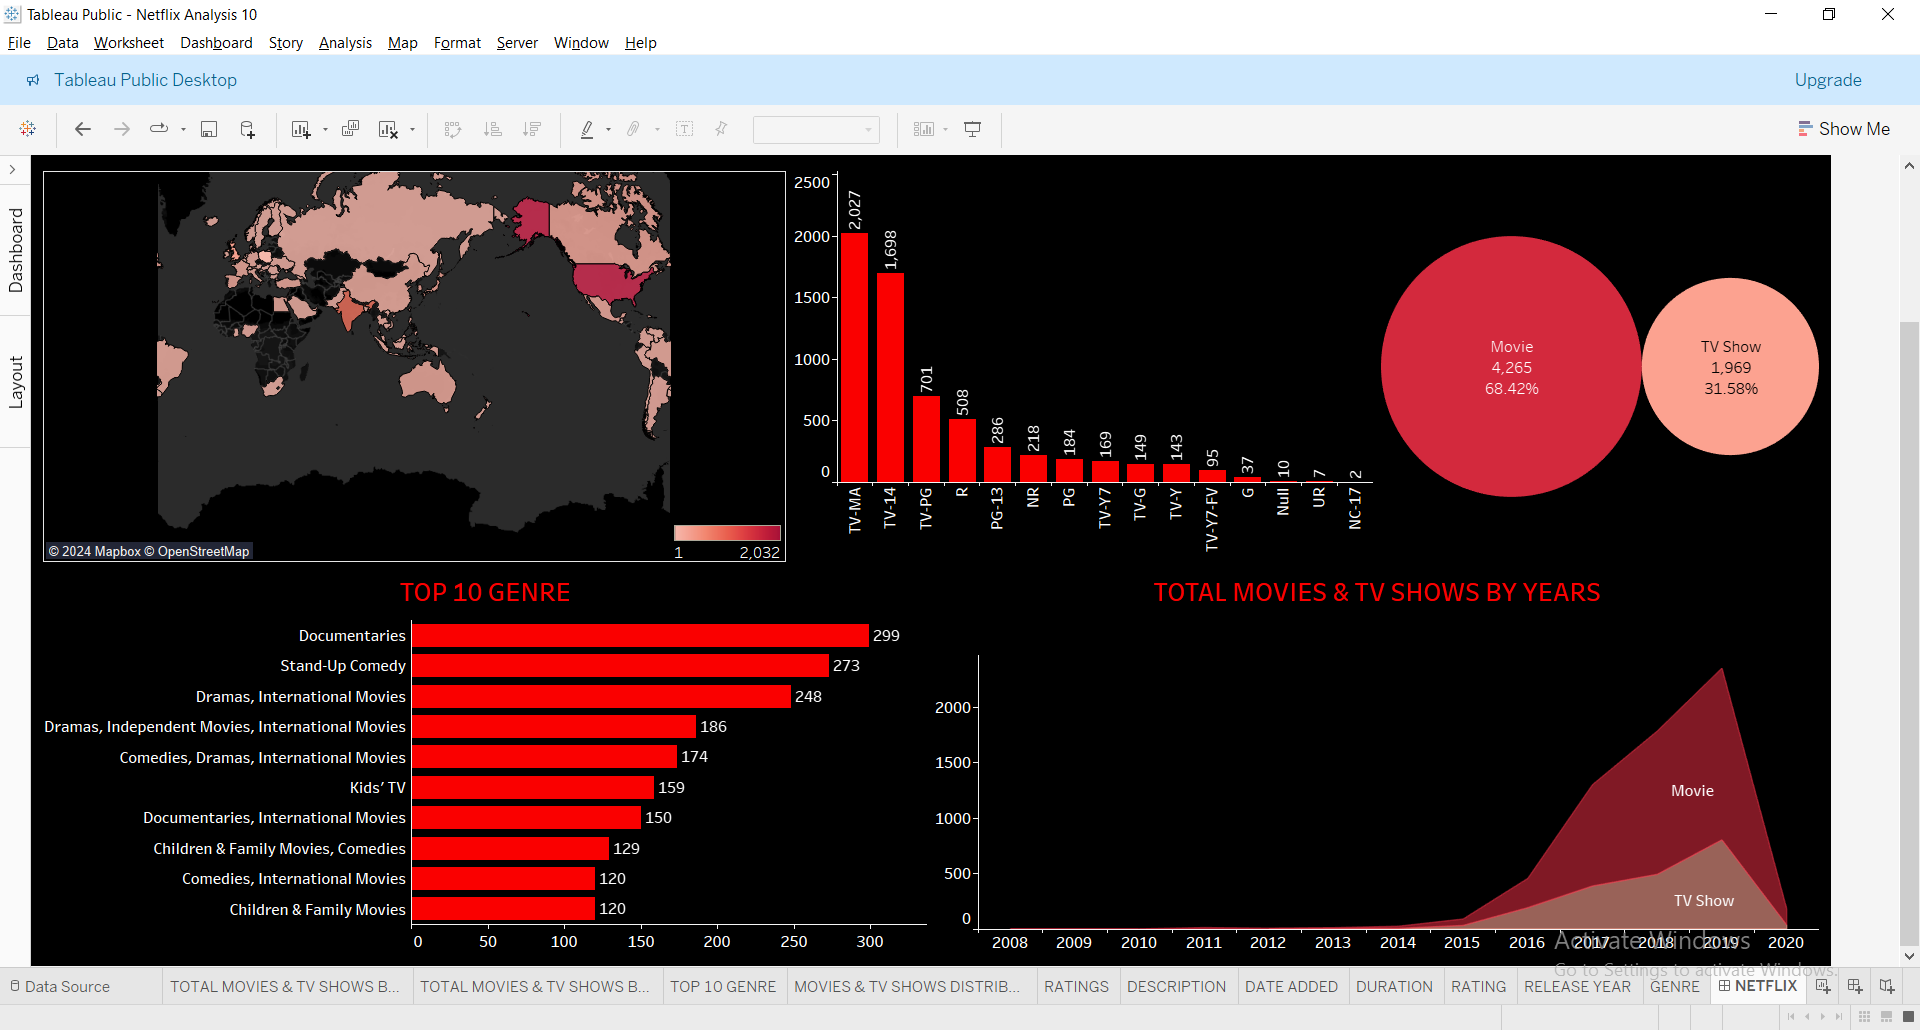 Tableau Public - Netflix Analysis 10
File Data Worksheet Dashboard Story Analysis Map Format Server Window Help
Tableau Public Desktop
Upgrade
Show Me
Dashboard
Layout
© 2024 Mapbox © OpenStreetMap
1 2,032
2500
2000
1500
1000
500
0
2,027
1,698
701
508
286
218
184
169
149
143
95
37
10
7
2
TV-MA
TV-14
TV-PG
R
PG-13
NR
PG
TV-Y7
TV-G
TV-Y
TV-Y7-FV
G
Null
UR
NC-17
Movie
4,265
68.42%
TV Show
1,969
31.58%
TOP 10 GENRE
Documentaries 299
Stand-Up Comedy 273
Dramas, International Movies 248
Dramas, Independent Movies, International Movies 186
Comedies, Dramas, International Movies 174
Kids’ TV 159
Documentaries, International Movies 150
Children & Family Movies, Comedies 129
Comedies, International Movies 120
Children & Family Movies 120
0 50 100 150 200 250 300
TOTAL MOVIES & TV SHOWS BY YEARS
2000
1500
1000
500
0
Movie
TV Show
2008 2009 2010 2011 2012 2013 2014 2015 2016 2017 2018 2019 2020
Activate Windows
Go to Settings to activate Windows.
Data Source
TOTAL MOVIES & TV SHOWS B...
TOTAL MOVIES & TV SHOWS B...
TOP 10 GENRE
MOVIES & TV SHOWS DISTRIB...
RATINGS
DESCRIPTION
DATE ADDED
DURATION
RATING
RELEASE YEAR
GENRE
NETFLIX